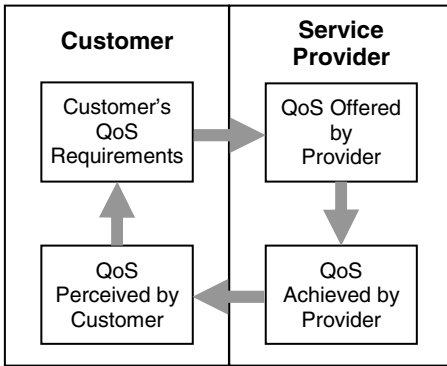 Customer
Service
Provider
Customer's
QoS
Requirements
QoS Offered
by
Provider
QoS
Perceived by
Customer
QoS
Achieved by
Provider